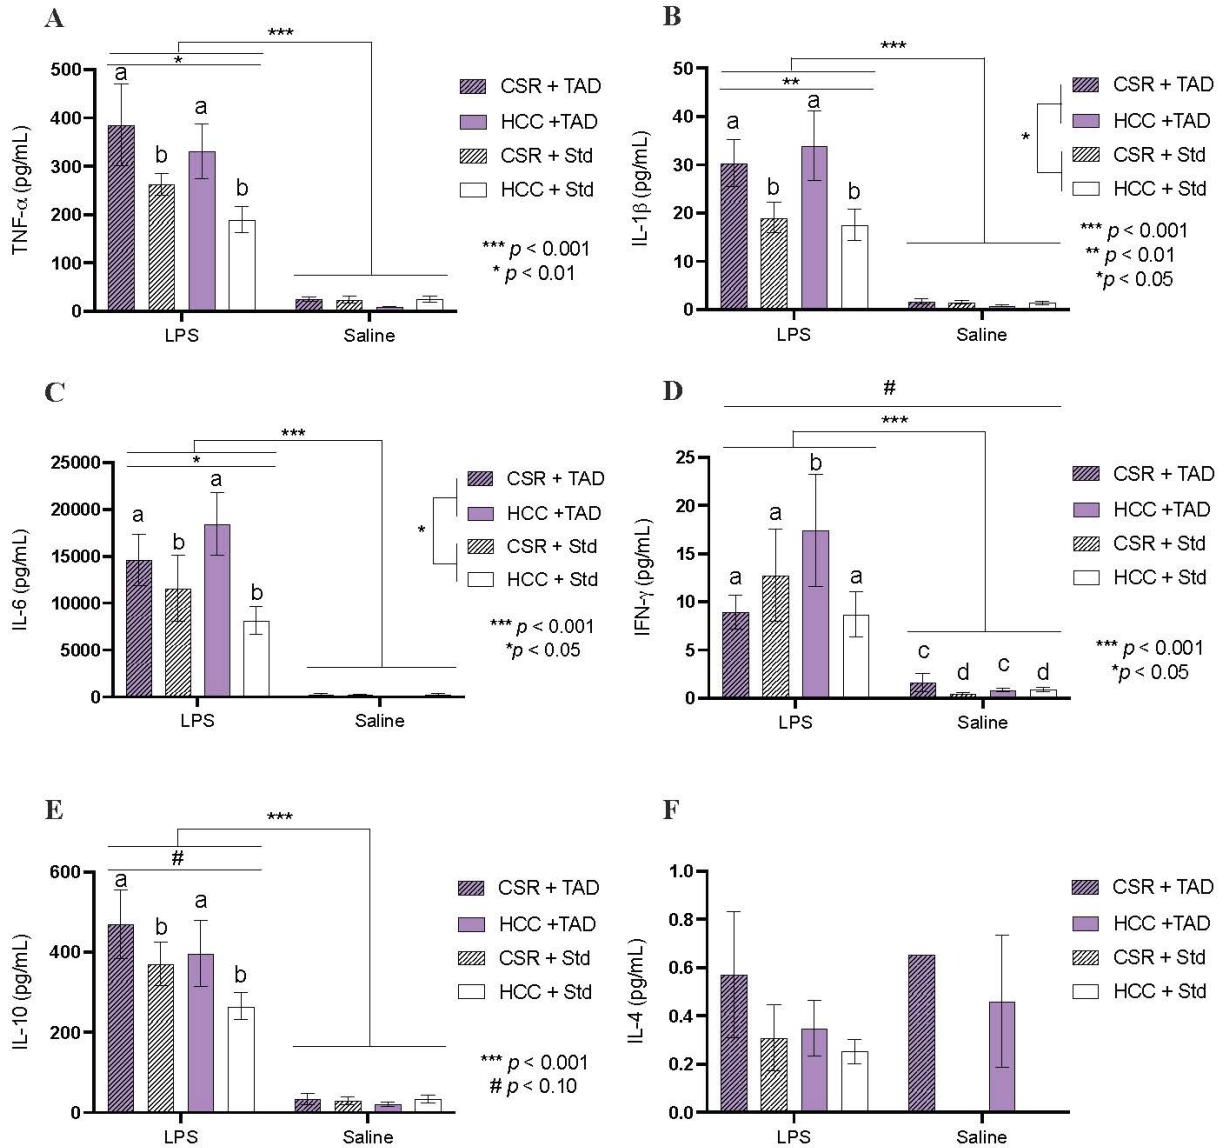 A
***
*
TNF-α (pg/mL)
500
400
300
200
100
0
a
b
a
b
LPS
Saline
CSR + TAD
HCC +TAD
CSR + Std
HCC + Std
*** p < 0.001
* p < 0.01
B
***
**
IL-1β (pg/mL)
50
40
30
20
10
0
a
b
a
b
LPS
Saline
CSR + TAD
HCC +TAD
CSR + Std
HCC + Std
*
*** p < 0.001
** p < 0.01
*p < 0.05
C
***
*
IL-6 (pg/mL)
25000
20000
15000
10000
5000
0
a
b
a
b
LPS
Saline
CSR + TAD
HCC +TAD
CSR + Std
HCC + Std
*
*** p < 0.001
*p < 0.05
D
#
***
IFN-γ (pg/mL)
25
20
15
10
5
0
a
a
b
a
c
d
c
d
LPS
Saline
CSR + TAD
HCC +TAD
CSR + Std
HCC + Std
*** p < 0.001
*p < 0.05
E
***
#
IL-10 (pg/mL)
600
400
200
0
a
b
a
b
LPS
Saline
CSR + TAD
HCC +TAD
CSR + Std
HCC + Std
*** p < 0.001
# p < 0.10
F
IL-4 (pg/mL)
1.0
0.8
0.6
0.4
0.2
0.0
LPS
Saline
CSR + TAD
HCC +TAD
CSR + Std
HCC + Std